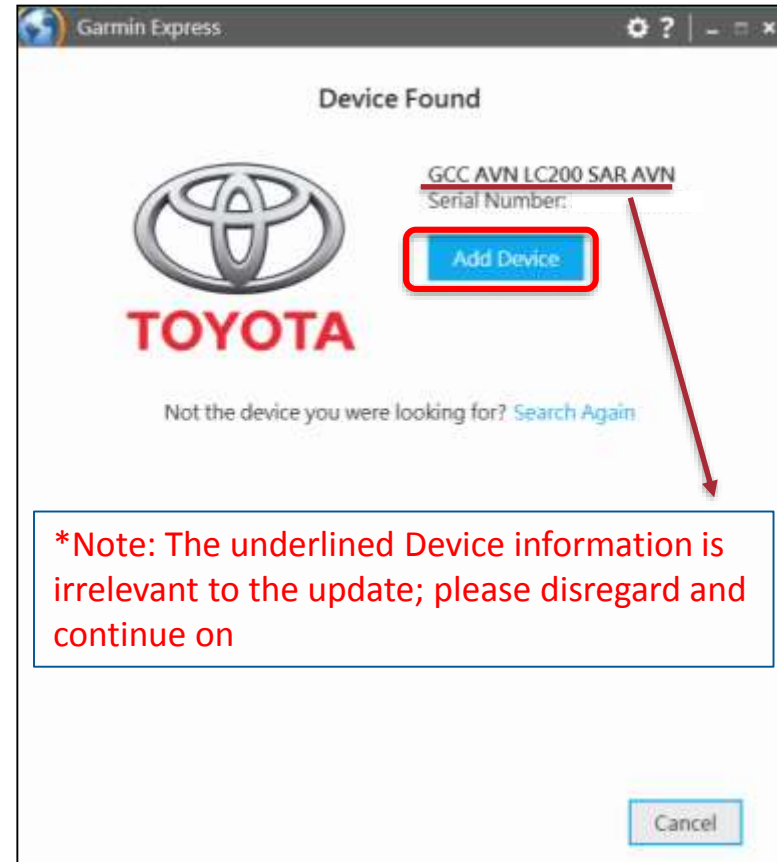 Garmin Express
?
Device Found
GCC AVN LC200 SAR AVN
Serial Number:
Add Device
TOYOTA
Not the device you were looking for? Search Again
*Note: The underlined Device information is
irrelevant to the update; please disregard and
continue on
Cancel